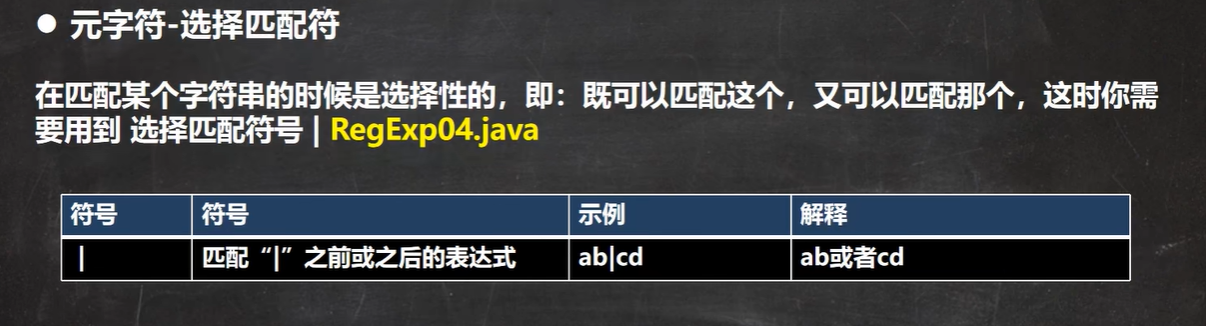 ● 元字符-选择匹配符
在匹配某个字符串的时候是选择性的，即：既可以匹配这个，又可以匹配那个，这时你需
要用到 选择匹配符号 | RegExp04.java
符号 符号 示例 解释
| 匹配“|”之前或之后的表达式 ab|cd ab或者cd